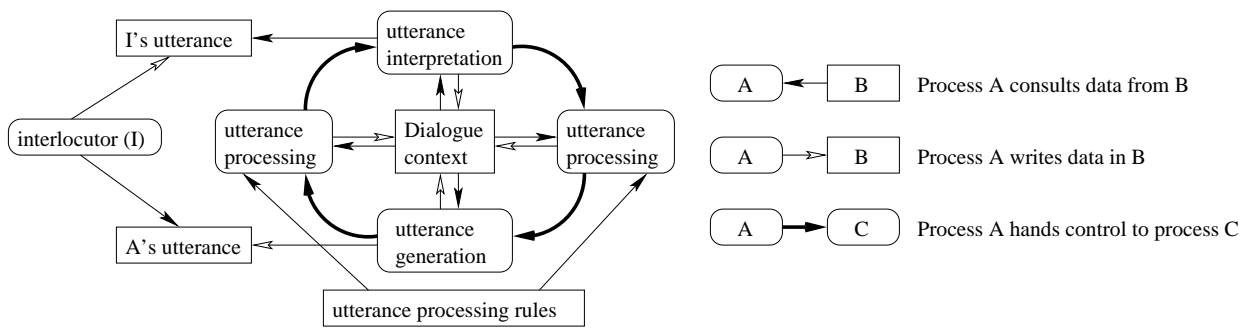 I's utterance
utterance
interpretation
A
B
Process A consults data from B
interlocutor (I)
utterance
processing
Dialogue
context
utterance
processing
A
B
Process A writes data in B
A's utterance
utterance
generation
A
C
Process A hands control to process C
utterance processing rules